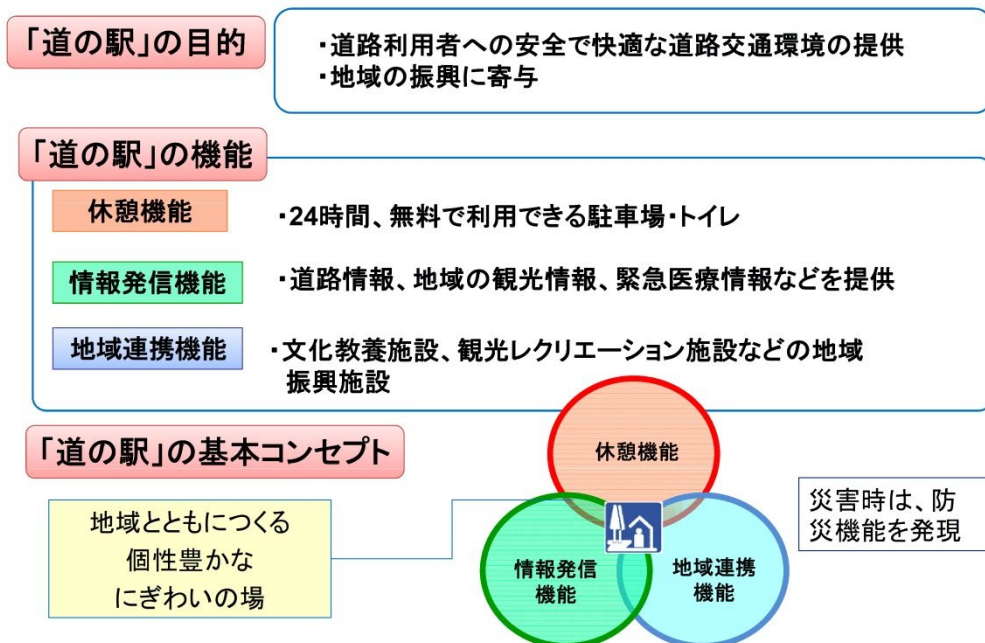 「道の駅」の目的
・道路利用者への安全で快適な道路交通環境の提供
・地域の振興に寄与
「道の駅」の機能
休憩機能
・24時間、無料で利用できる駐車場・トイレ
情報発信機能
・道路情報、地域の観光情報、緊急医療情報などを提供
地域連携機能
・文化教養施設、観光レクリエーション施設などの地域
振興施設
「道の駅」の基本コンセプト
地域とともにつくる
個性豊かな
にぎわいの場
休憩機能
情報発信
機能
地域連携
機能
災害時は、防
災機能を発現